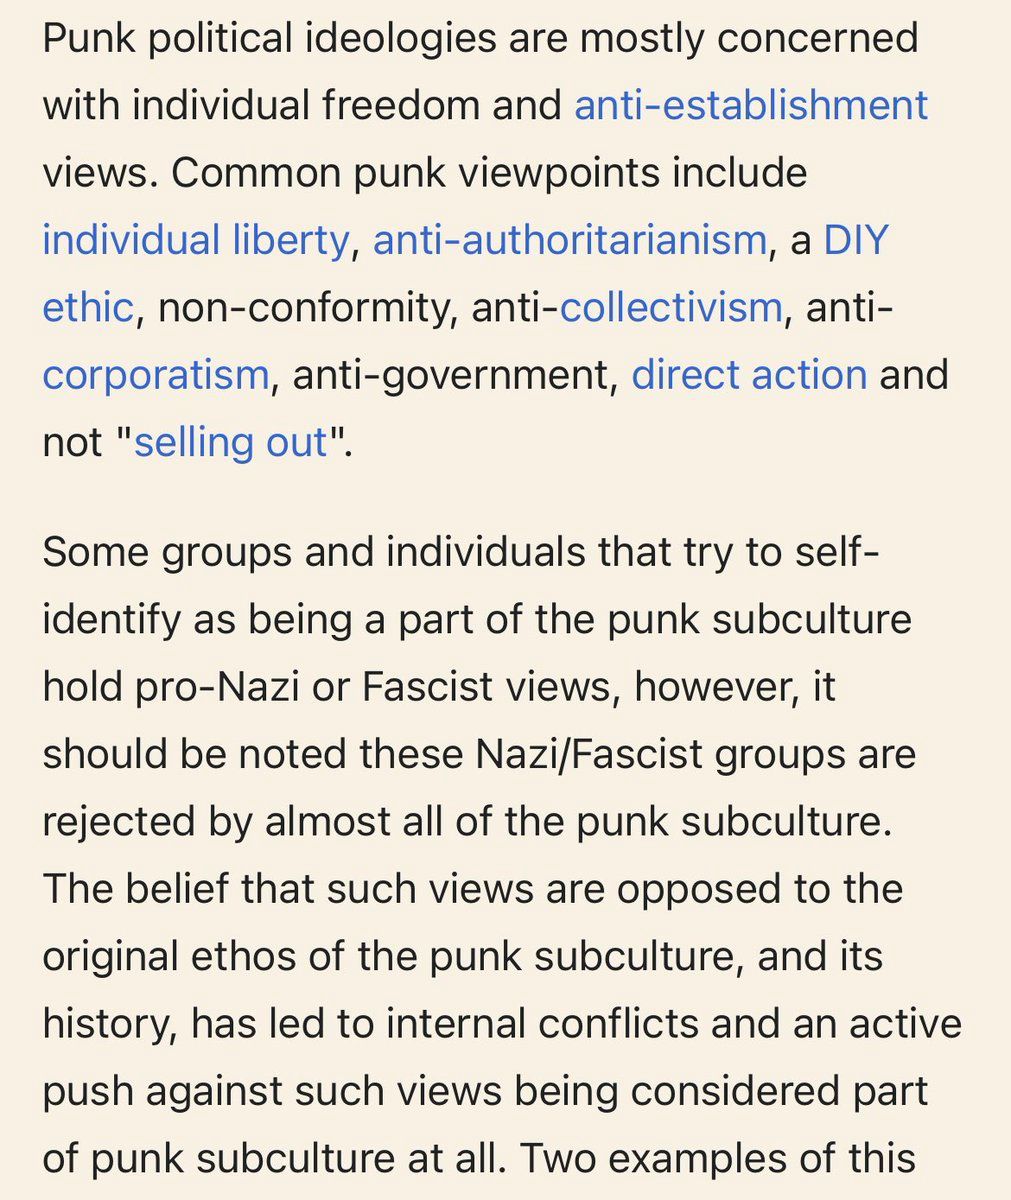 Punk political ideologies are mostly concerned
with individual freedom and anti-establishment
views. Common punk viewpoints include
individual liberty, anti-authoritarianism, a DIY
ethic, non-conformity, anti-collectivism, anti-
corporatism, anti-government, direct action and
not "selling out".
Some groups and individuals that try to self-
identify as being a part of the punk subculture
hold pro-Nazi or Fascist views, however, it
should be noted these Nazi/Fascist groups are
rejected by almost all of the punk subculture.
The belief that such views are opposed to the
original ethos of the punk subculture, and its
history, has led to internal conflicts and an active
push against such views being considered part
of punk subculture at all. Two examples of this